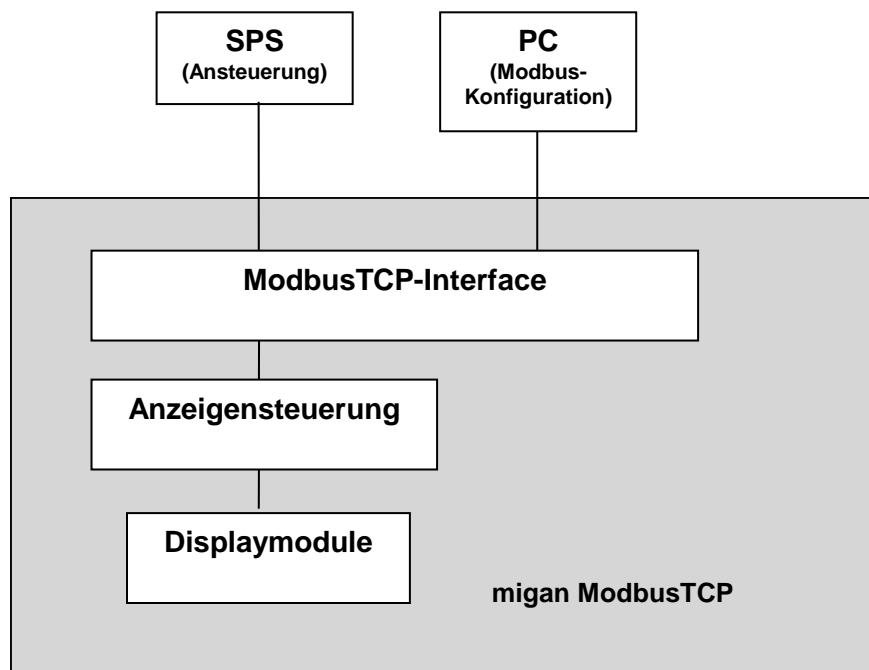 SPS
(Ansteuerung)
PC
(Modbus-
Konfiguration)
ModbusTCP-Interface
Anzeigensteuerung
Displaymodule
migan ModbusTCP